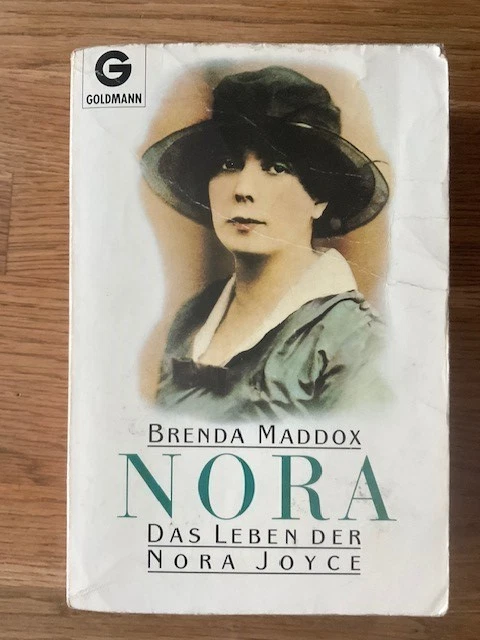 G
GOLDMANN
BRENDA MADDOX
NORA
DAS LEBEN DER
NORA JOYCE